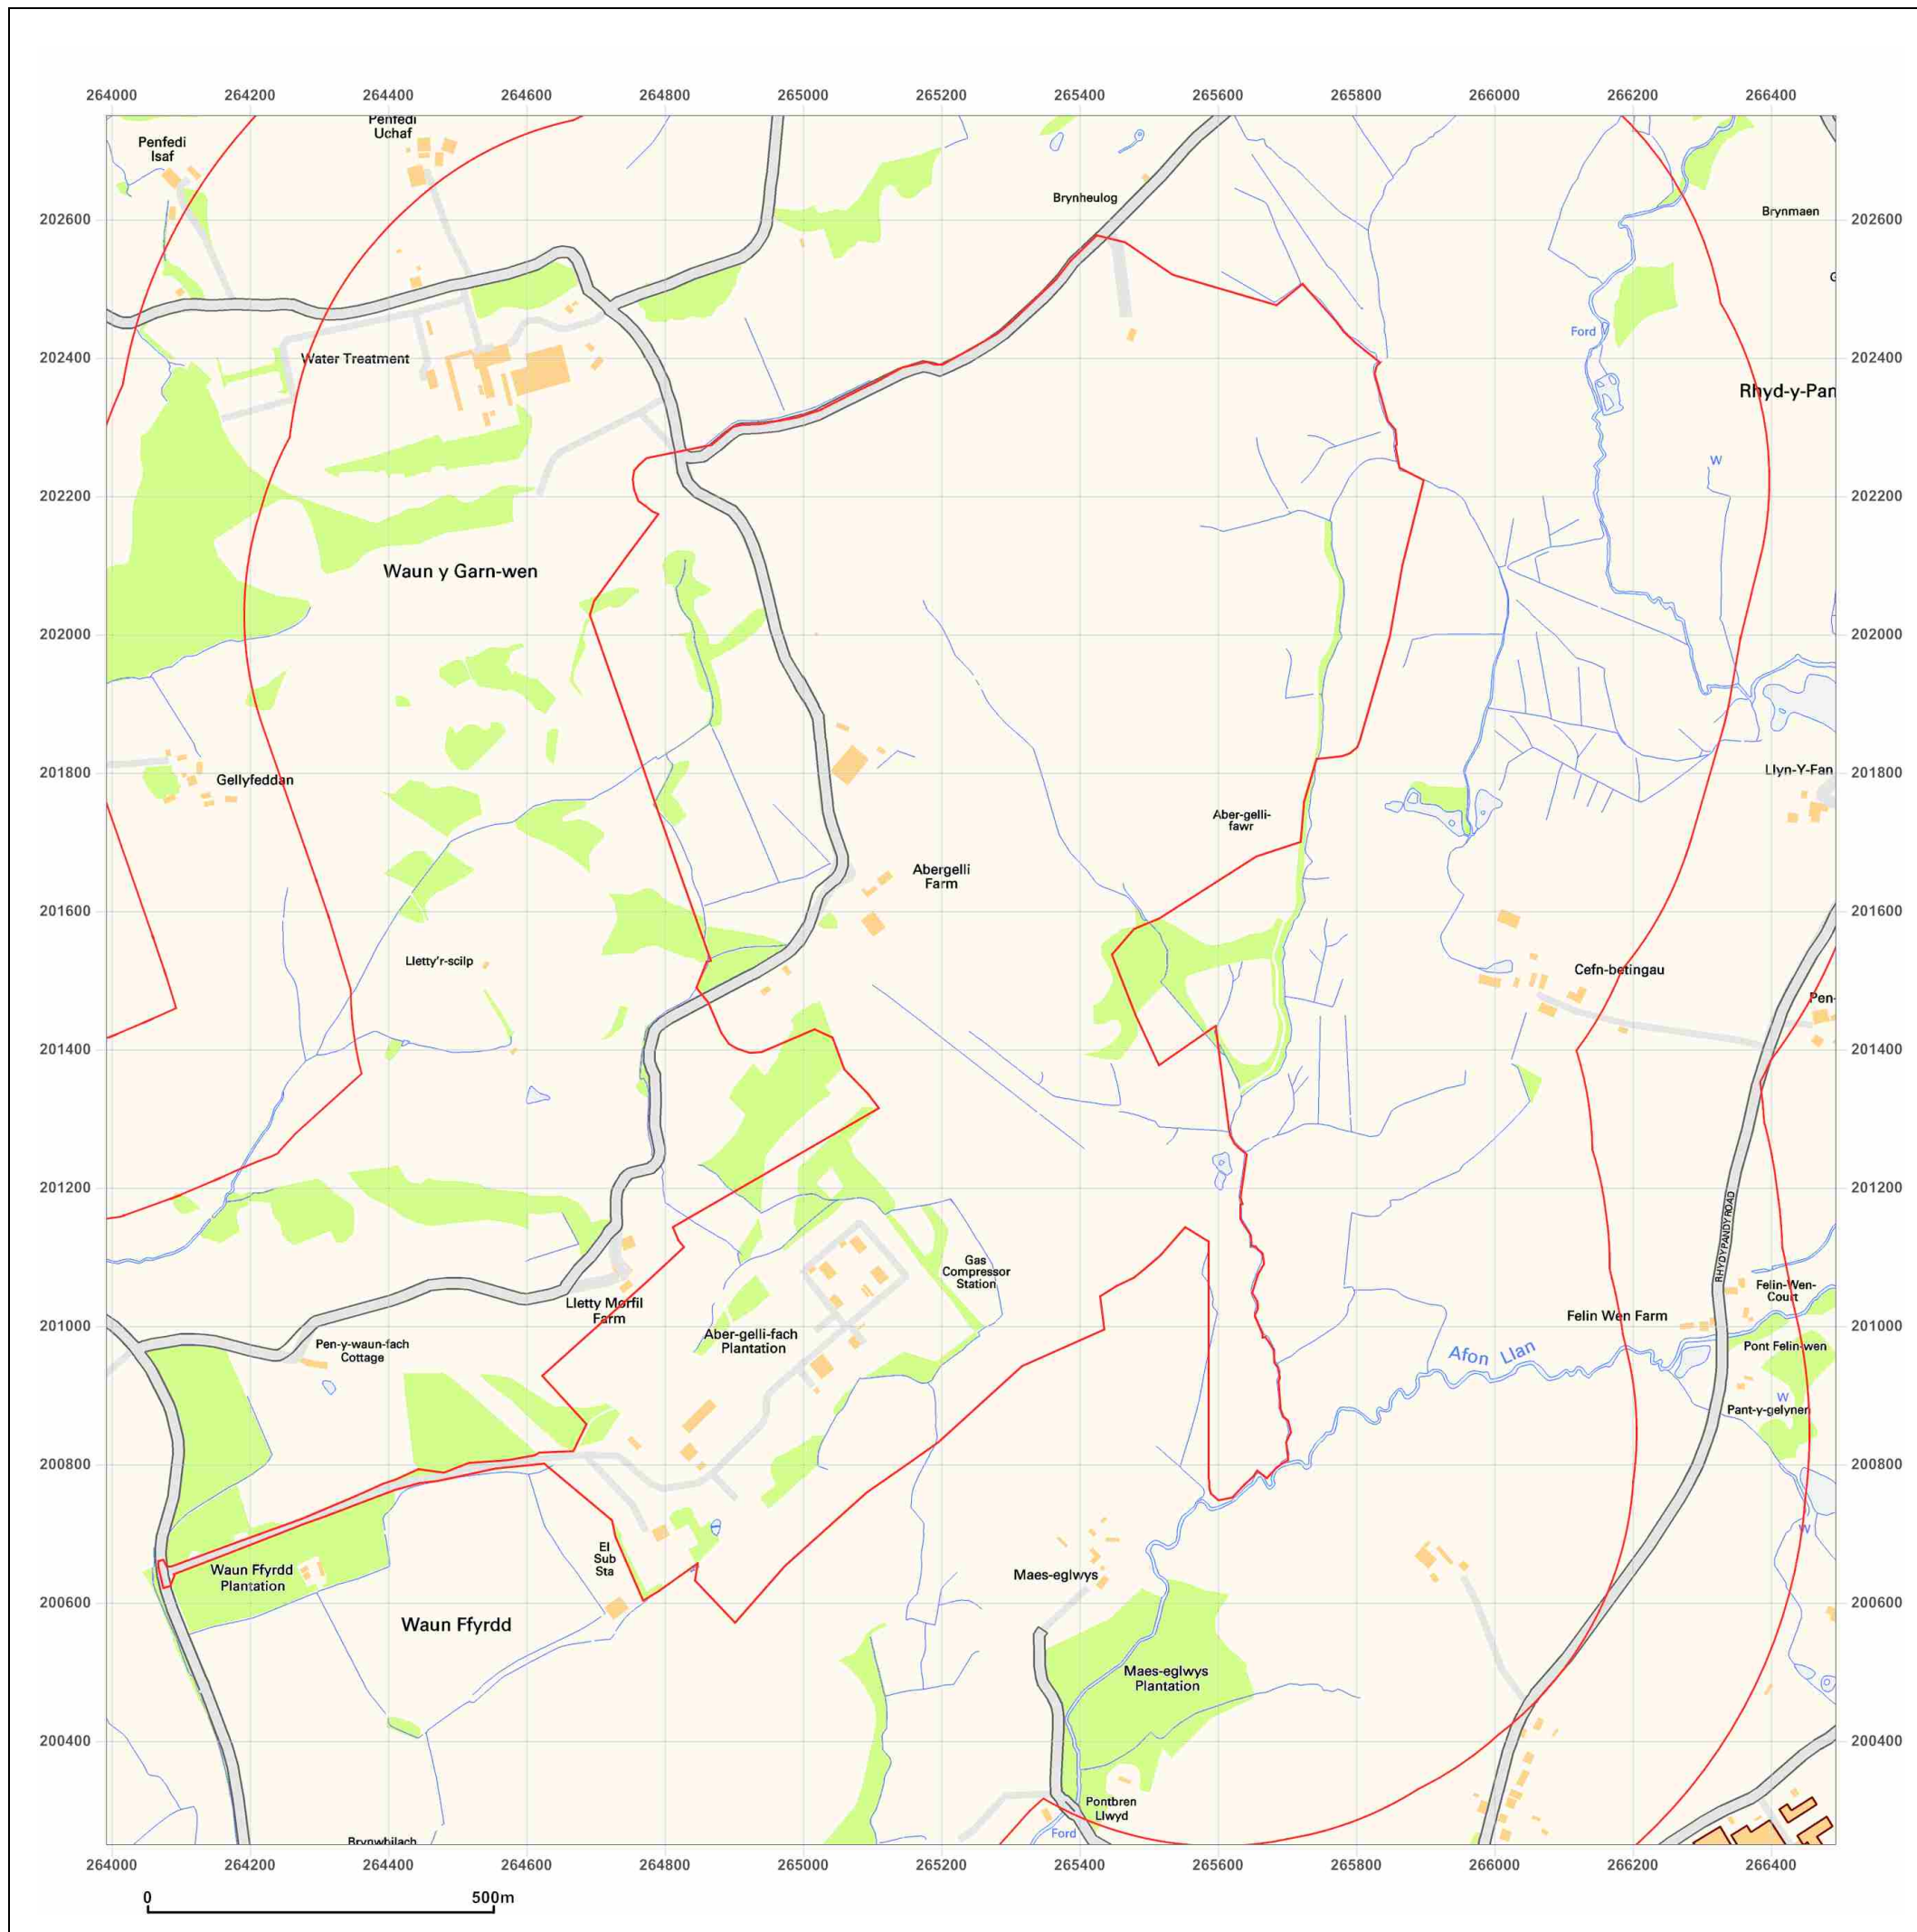 264000 264200 264400 264600 264800 265000 265200 265400 265600 265800 266000 266200 266400
Penfedi
Uchaf
Penfedi
Isaf
Brynheulog
Brynmaen
202600 202600
Ford
Water Treatment
202400 202400
Rhyd-y-Pan
W
202200 202200
Waun y Garn-wen
202000 202000
Gellyfeddan
Llyn-Y-Fan
201800 201800
Aber-gelli-
fawr
Abergelli
Farm
201600 201600
Lletty'r-scilp
Cefn-betingau
Pen-
201400 201400
201200 201200
RHYDYPANDY ROAD
Gas
Compressor
Station
Felin-Wen-
Court
Lletty Morfil
Farm
Felin Wen Farm
201000 201000
Aber-gelli-fach
Plantation
Pen-y-waun-fach
Cottage
Afon Llan
Pont Felin-wen
W
Pant-y-gelynen
200800 200800
W
El
Sub
Sta
Waun Ffyrdd
Plantation
Maes-eglwys
200600 200600
Waun Ffyrdd
Maes-eglwys
Plantation
200400 200400
Pontbren
Llwyd
Ford
Brynwhilach
264000 264200 264400 264600 264800 265000 265200 265400 265600 265800 266000 266200 266400
0 500m